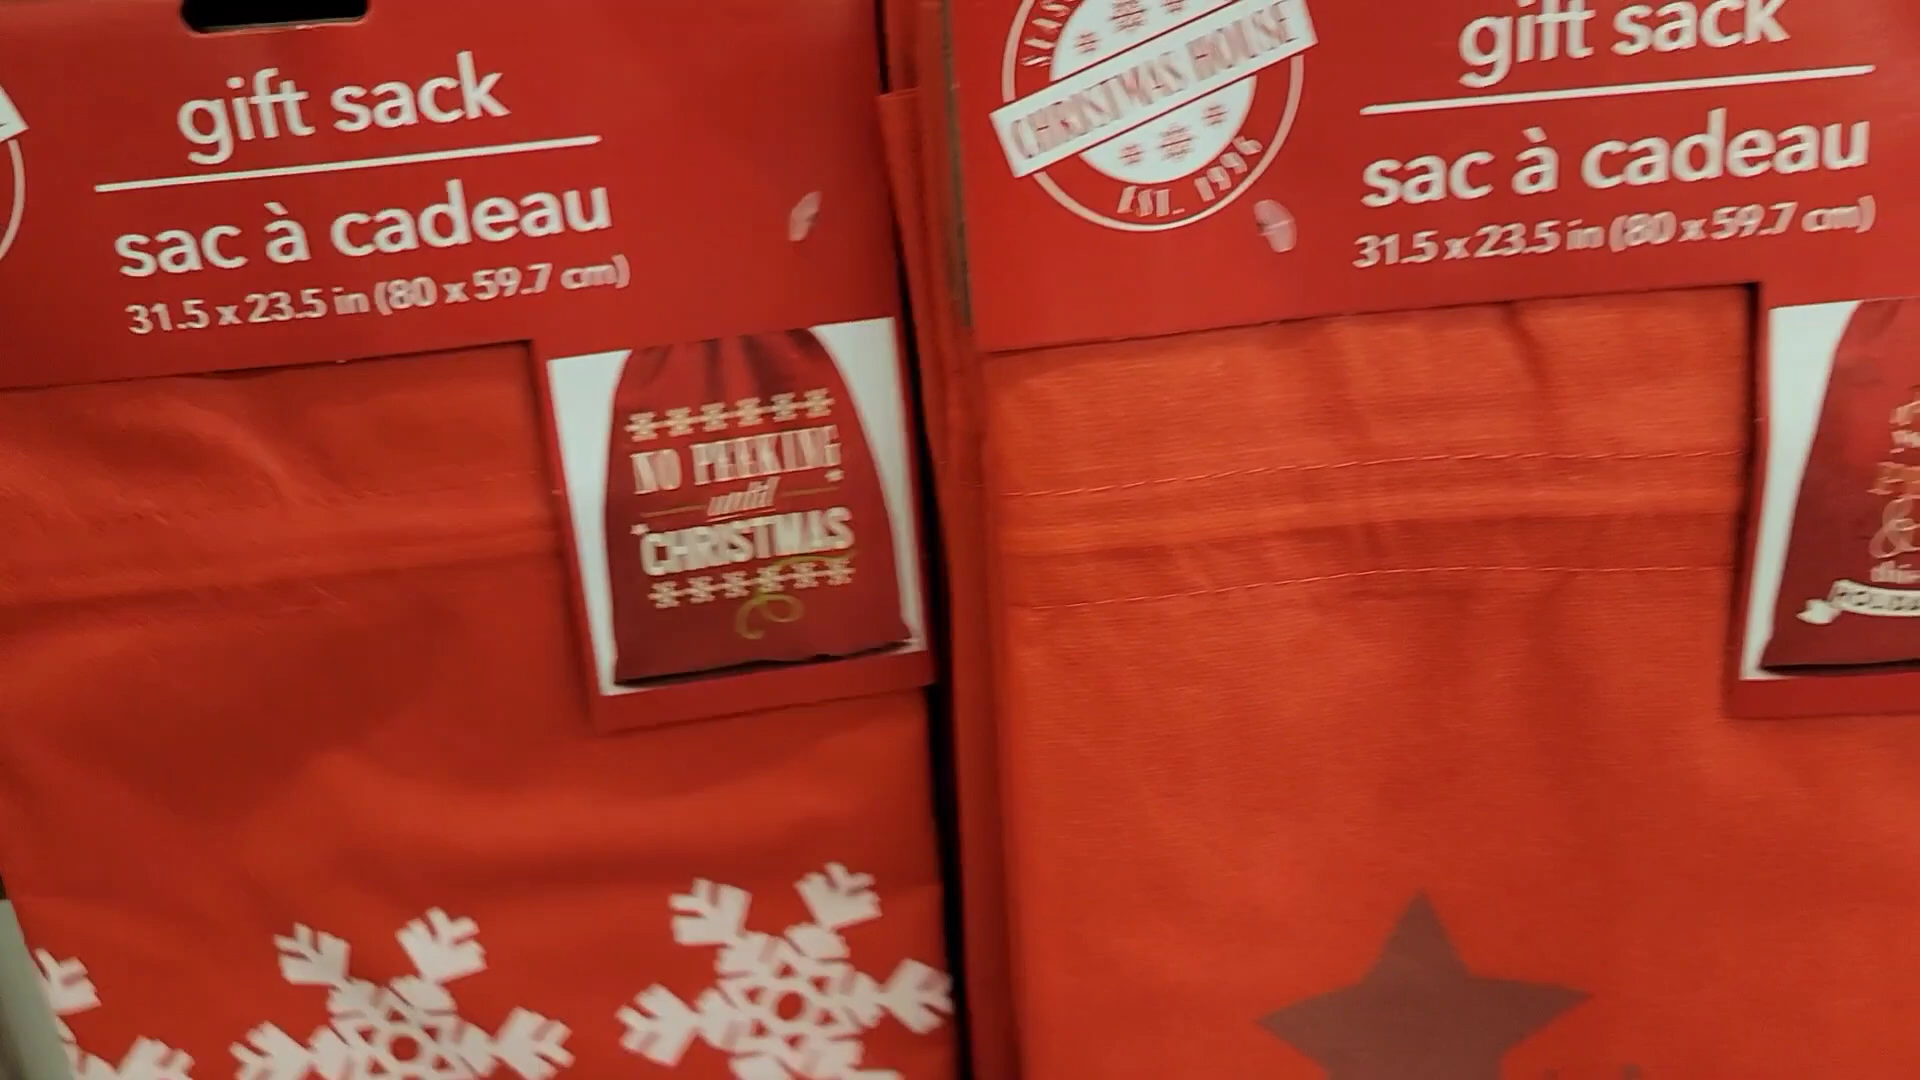 gift sack
sac à cadeau
31.5 x 23.5 in (80 x 59.7 cm)
NO PEEKING
until
CHRISTMAS
CHRISTMAS HOUSE
EST. 1996
gift sack
sac à cadeau
31.5 x 23.5 in (80 x 59.7 cm)
&